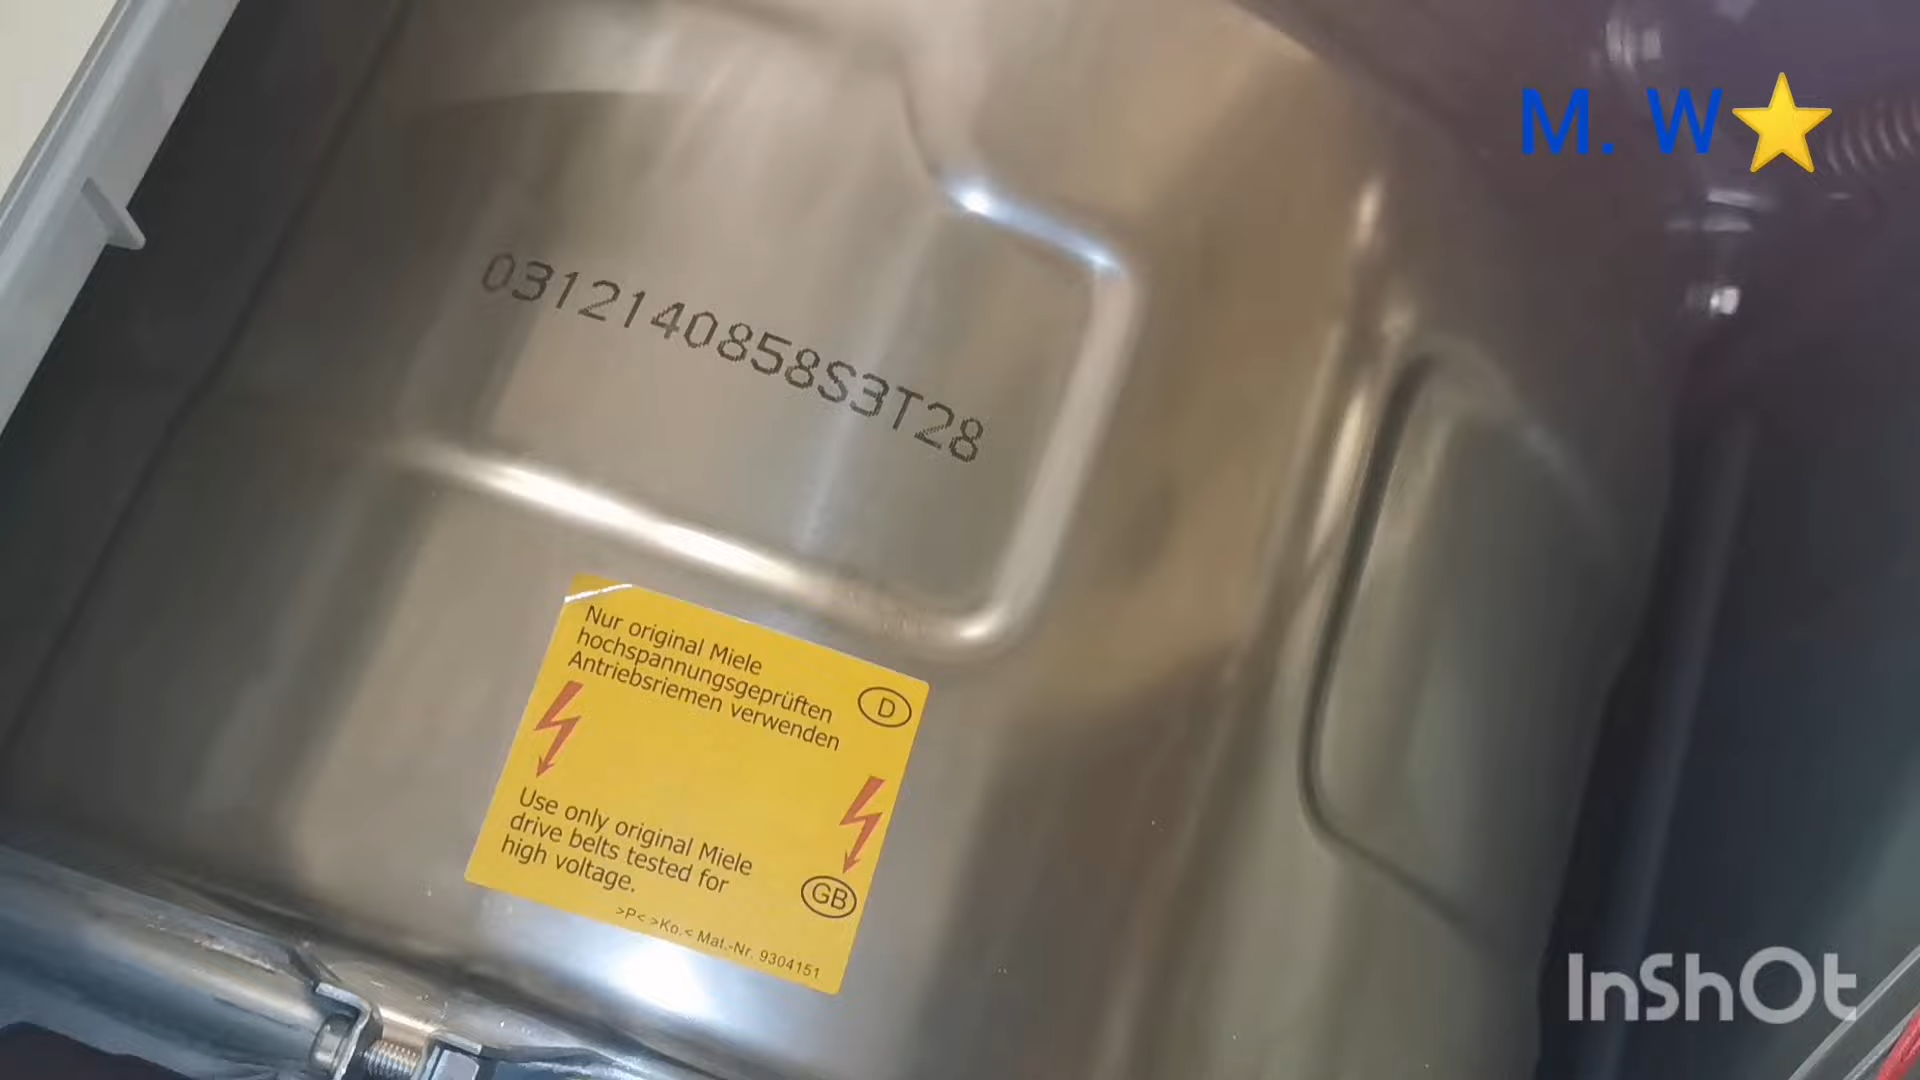 M. W
0312140858S3T28
Nur original Miele
hochspannungsgeprüften
Antriebsriemen verwenden
D
Use only original Miele
drive belts tested for
high voltage.
GB
>P< >Ko.< Mat.-Nr. 9304151
InShOt